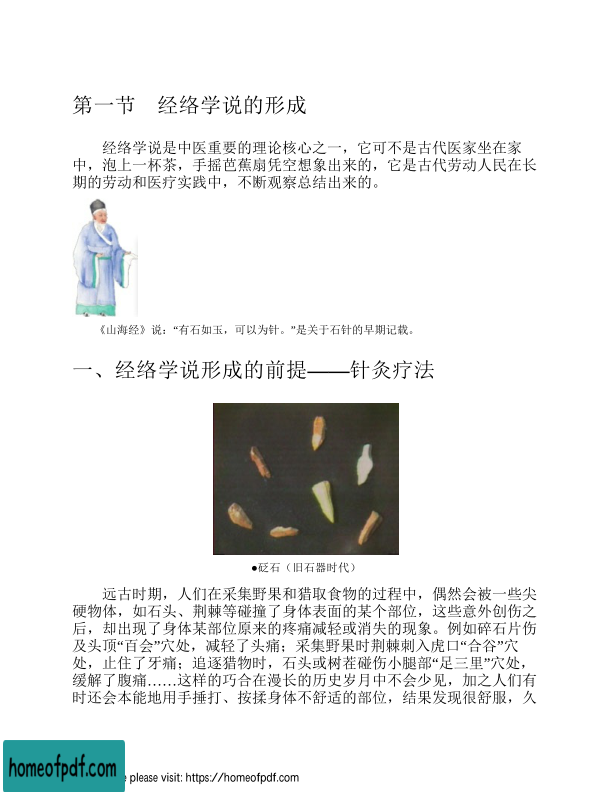 第一节　经络学说的形成
经络学说是中医重要的理论核心之一，它可不是古代医家坐在家
中，泡上一杯茶，手摇芭蕉扇凭空想象出来的，它是古代劳动人民在长
期的劳动和医疗实践中，不断观察总结出来的。
《山海经》说：“有石如玉，可以为针。”是关于石针的早期记载。
一、经络学说形成的前提——针灸疗法
●砭石（旧石器时代）
远古时期，人们在采集野果和猎取食物的过程中，偶然会被一些尖
硬物体，如石头、荆棘等碰撞了身体表面的某个部位，这些意外创伤之
后，却出现了身体某部位原来的疼痛减轻或消失的现象。例如碎石片伤
及头顶“百会”穴处，减轻了头痛；采集野果时荆棘刺入虎口“合谷”穴
处，止住了牙痛；追逐猎物时，石头或树茬碰伤小腿部“足三里”穴处，
缓解了腹痛……这样的巧合在漫长的历史岁月中不会少见，加之人们有
时还会本能地用手捶打、按揉身体不舒适的部位，结果发现很舒服，久
homeofpdf.com
e please visit: https://homeofpdf.com